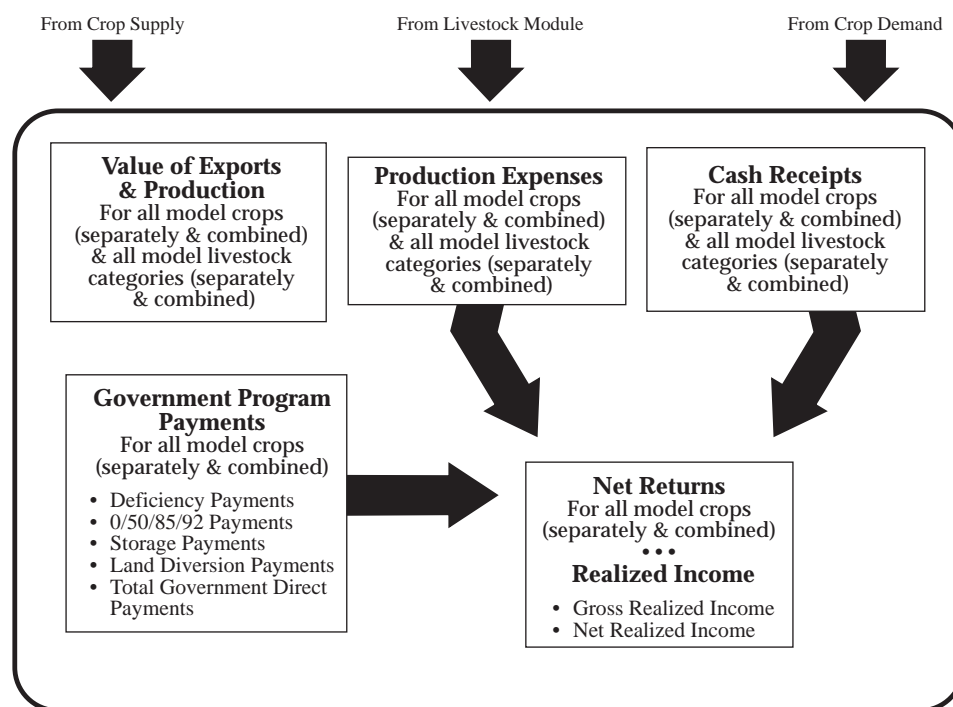 From Crop Supply
From Livestock Module
From Crop Demand
Value of Exports
& Production
For all model crops
(separately & combined)
& all model livestock
categories (separately
& combined)
Production Expenses
For all model crops
(separately & combined)
& all model livestock
categories (separately
& combined)
Cash Receipts
For all model crops
(separately & combined)
& all model livestock
categories (separately
& combined)
Government Program
Payments
For all model crops
(separately & combined)
• Deficiency Payments
• 0/50/85/92 Payments
• Storage Payments
• Land Diversion Payments
• Total Government Direct
Payments
Net Returns
For all model crops
(separately & combined)
• • •
Realized Income
• Gross Realized Income
• Net Realized Income